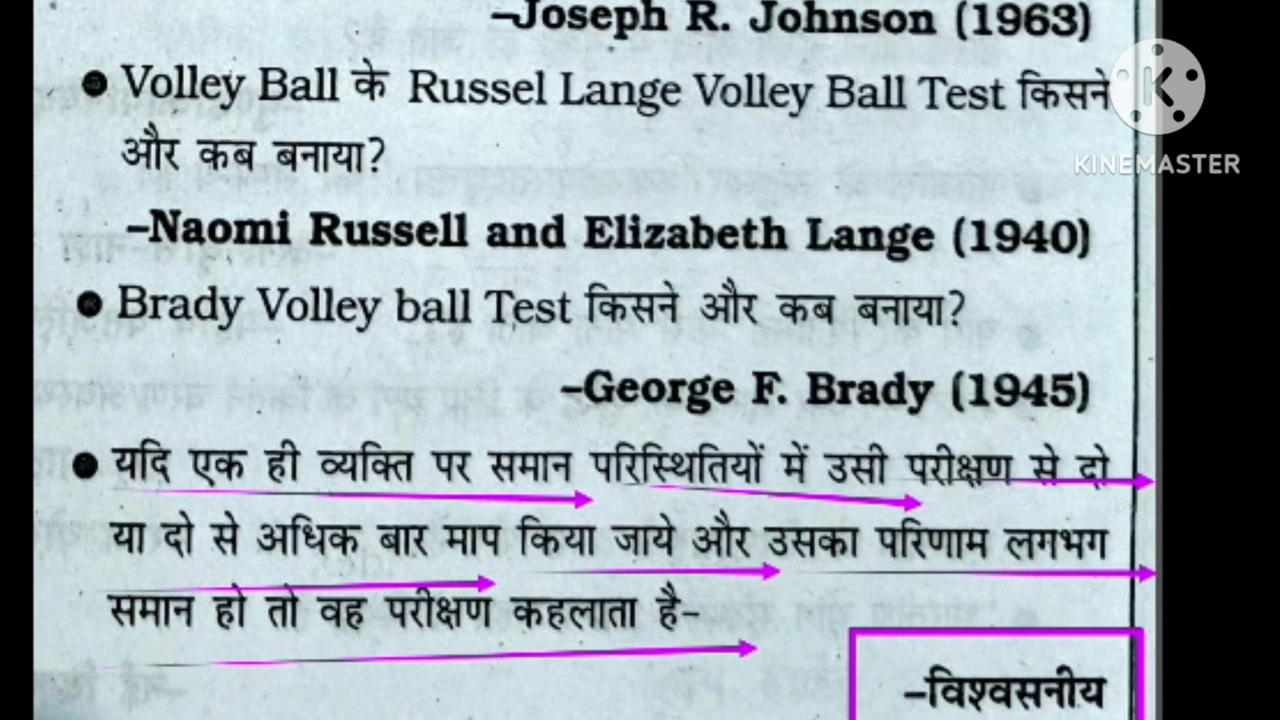 –Joseph R. Johnson (1963)
● Volley Ball के Russel Lange Volley Ball Test किसने
और कब बनाया?
–Naomi Russell and Elizabeth Lange (1940)
● Brady Volley ball Test किसने और कब बनाया?
–George F. Brady (1945)
● यदि एक ही व्यक्ति पर समान परिस्थितियों में उसी परीक्षण से दो
या दो से अधिक बार माप किया जाये और उसका परिणाम लगभग
समान हो तो वह परीक्षण कहलाता है–
–विश्वसनीय
K
KINEMASTER